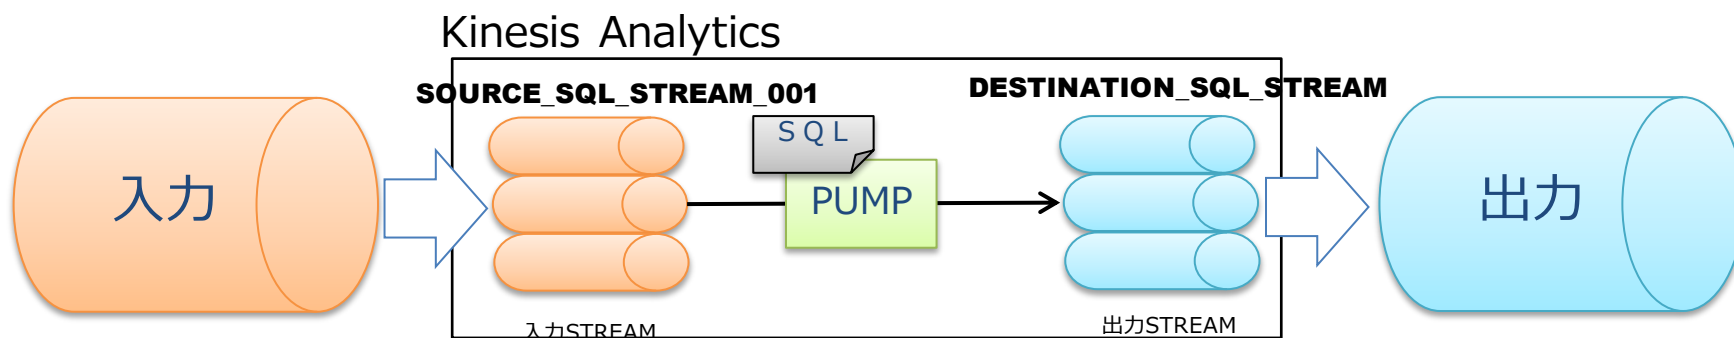 Kinesis Analytics
SOURCE_SQL_STREAM_001
DESTINATION_SQL_STREAM
入力
SQL
PUMP
出力
入力STREAM
出力STREAM